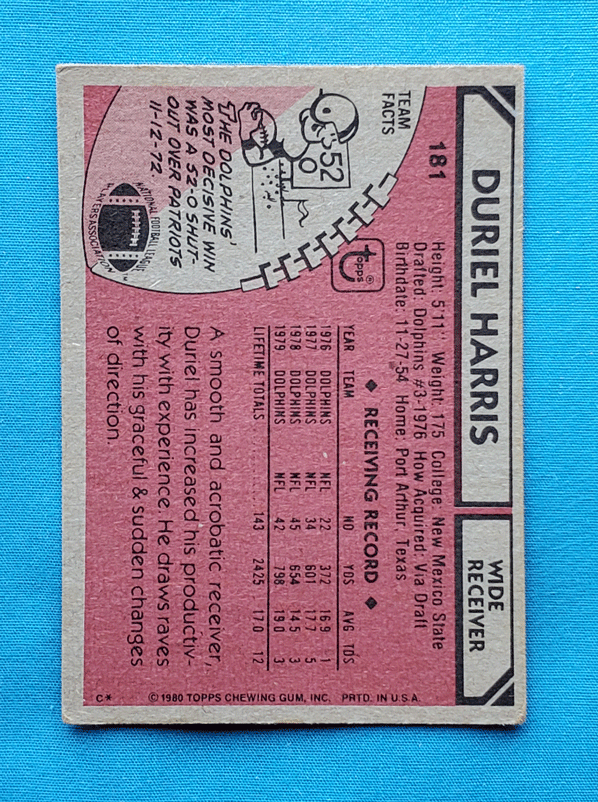 DURIEL HARRIS
WIDE
RECEIVER
181
Height: 5'11" Weight: 175 College: New Mexico State
Drafted: Dolphins #3-1976 How Acquired: Via Draft
Birthdate: 11-27-54 Home: Port Arthur, Texas
topps®
TEAM
FACTS
52
0
THE DOLPHINS'
MOST DECISIVE WIN
WAS A 52-0 SHUT-
OUT OVER PATRIOTS
11-12-72.
NATIONAL FOOTBALL LEAGUE
PLAYERS ASSOCIATION
◆ RECEIVING RECORD ◆
YEAR TEAM NO YDS AVG TDS
1976 DOLPHINS NFL 22 372 16.9 1
1977 DOLPHINS NFL 34 601 17.7 5
1978 DOLPHINS NFL 45 654 14.5 3
1979 DOLPHINS NFL 42 798 19.0 3
LIFETIME TOTALS 143 2425 17.0 12
A smooth and acrobatic receiver,
Duriel has increased his productiv-
ity with experience. He draws raves
with his graceful & sudden changes
of direction.
C* © 1980 TOPPS CHEWING GUM, INC. PRTD. IN U.S.A.